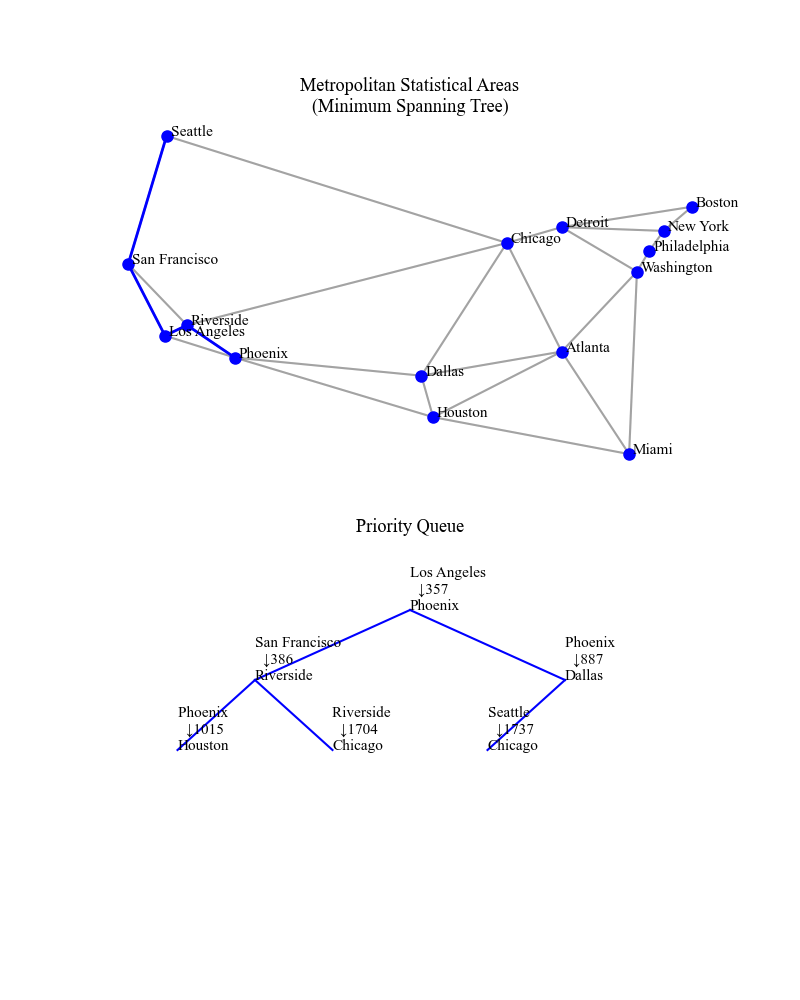 Metropolitan Statistical Areas
(Minimum Spanning Tree)
Seattle
Boston
Detroit
New York
Chicago
Philadelphia
San Francisco
Washington
Riverside
Los Angeles
Atlanta
Phoenix
Dallas
Houston
Miami
Priority Queue
Los Angeles
↓357
Phoenix
San Francisco
↓386
Riverside
Phoenix
↓887
Dallas
Phoenix
↓1015
Houston
Riverside
↓1704
Chicago
Seattle
↓1737
Chicago